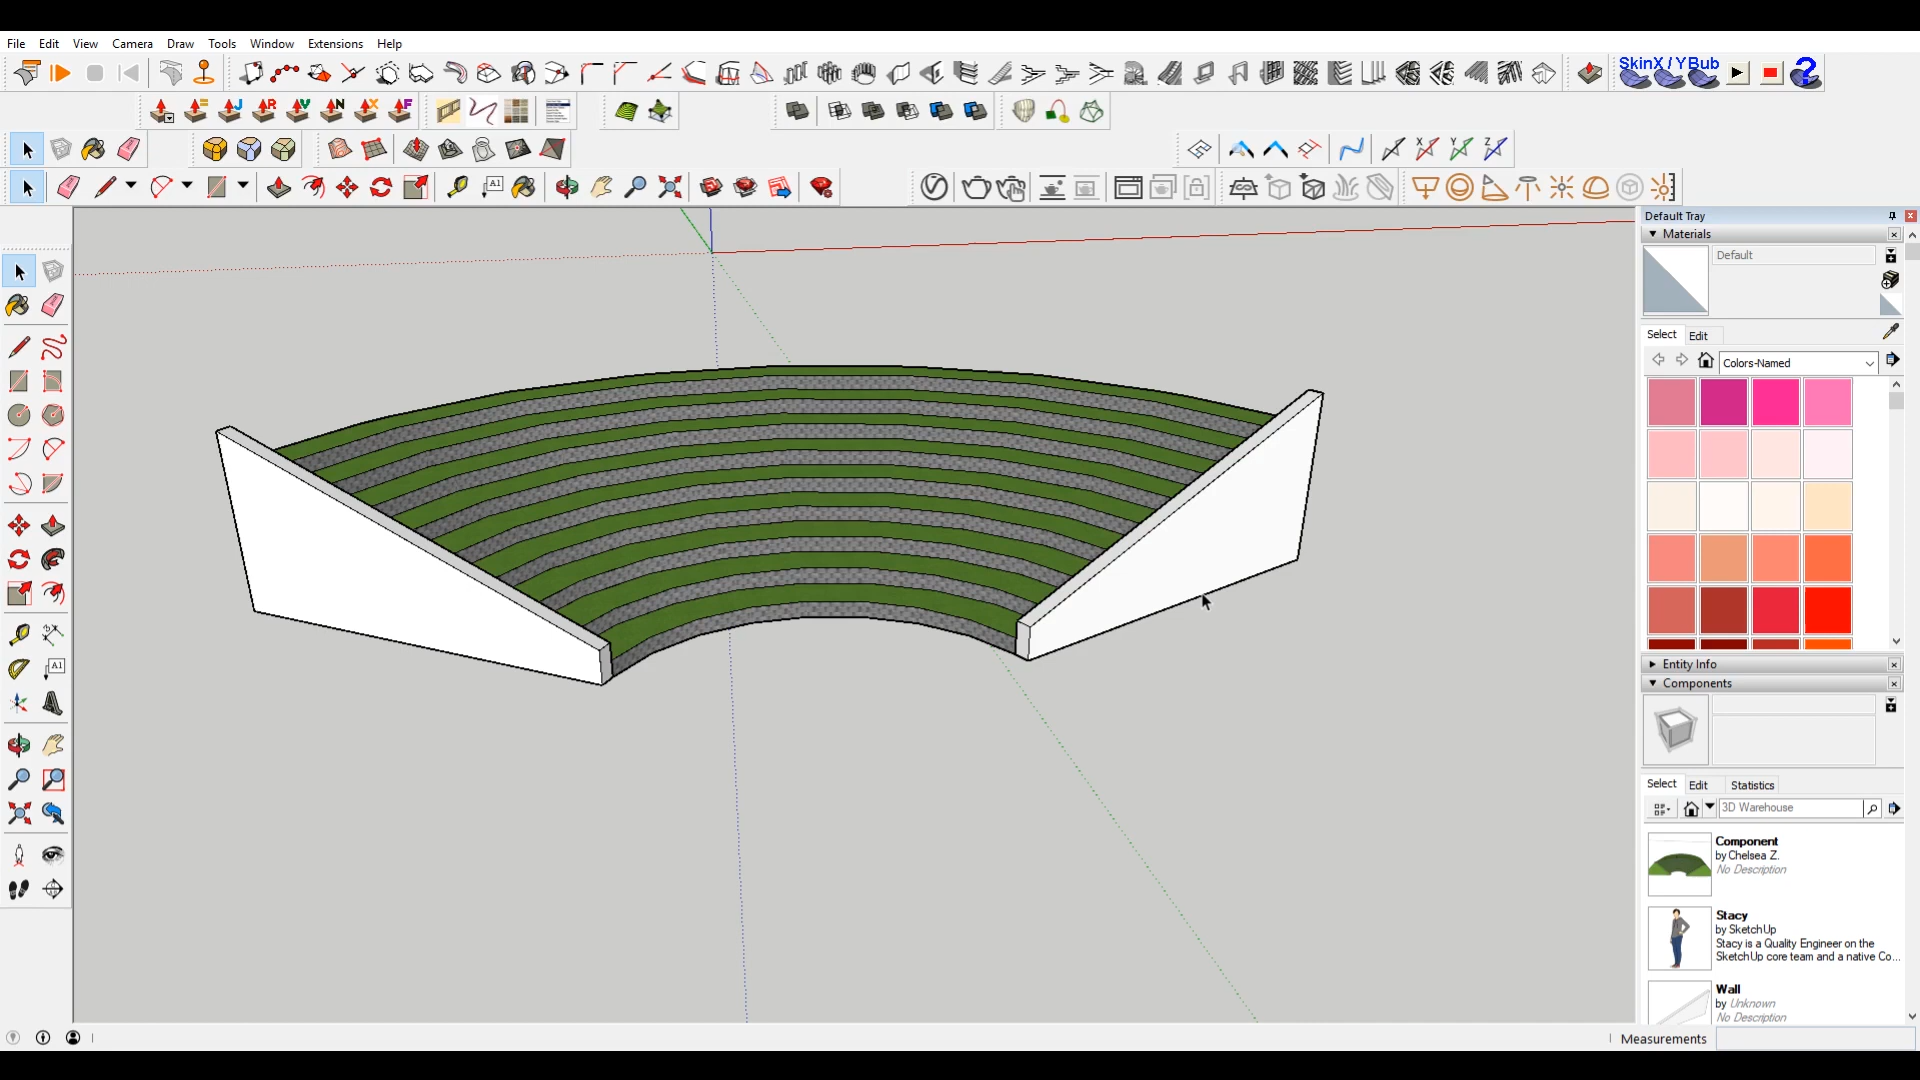 File Edit View Camera Draw Tools Window Extensions Help
SkinX / YBub
Default Tray
Materials
Default
Select Edit
Colors-Named
Entity Info
Components
Select Edit Statistics
3D Warehouse
Component
by Chelsea Z.
No Description
Stacy
by SketchUp
Stacy is a Quality Engineer on the
SketchUp core team and a native Co...
Wall
by Unknown
No Description
Measurements